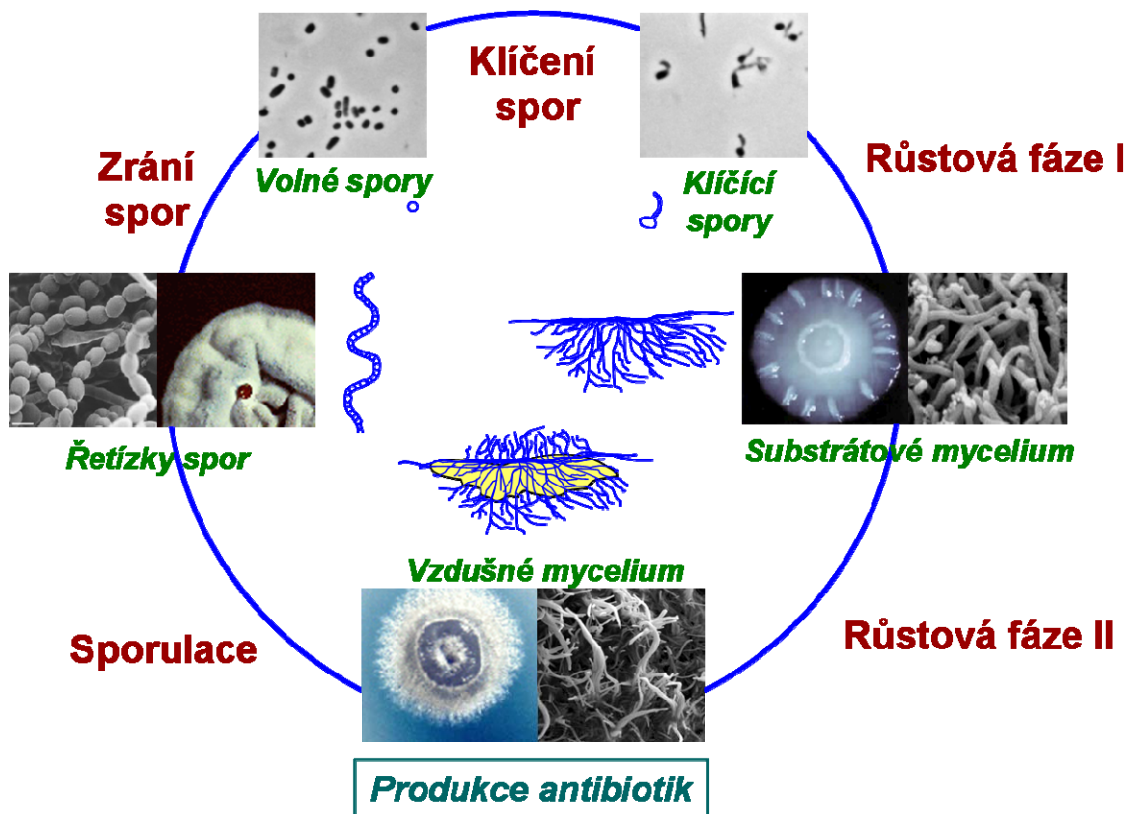 Klíčení
spor
Volné spory
Klíčící
spory
Růstová fáze I
Zrání
spor
Řetízky spor
Substrátové mycelium
Vzdušné mycelium
Sporulace
Růstová fáze II
Produkce antibiotik